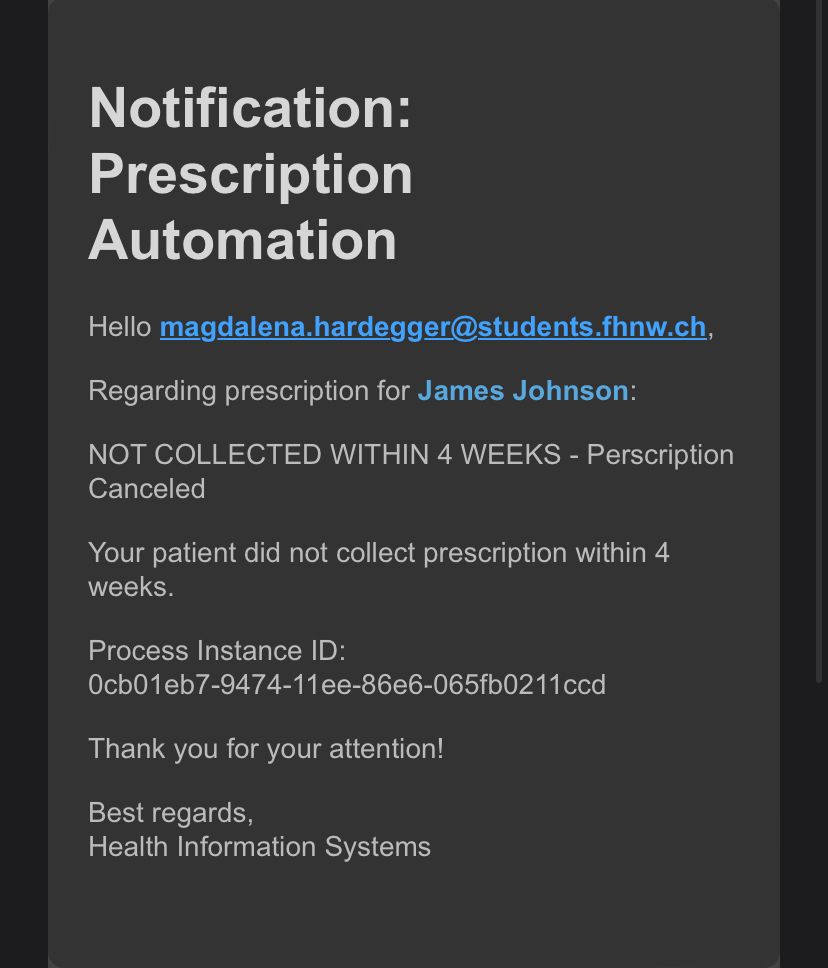 Notification:
Prescription
Automation
Hello magdalena.hardegger@students.fhnw.ch,
Regarding prescription for James Johnson:
NOT COLLECTED WITHIN 4 WEEKS - Perscription
Canceled
Your patient did not collect prescription within 4
weeks.
Process Instance ID:
0cb01eb7-9474-11ee-86e6-065fb0211ccd
Thank you for your attention!
Best regards,
Health Information Systems